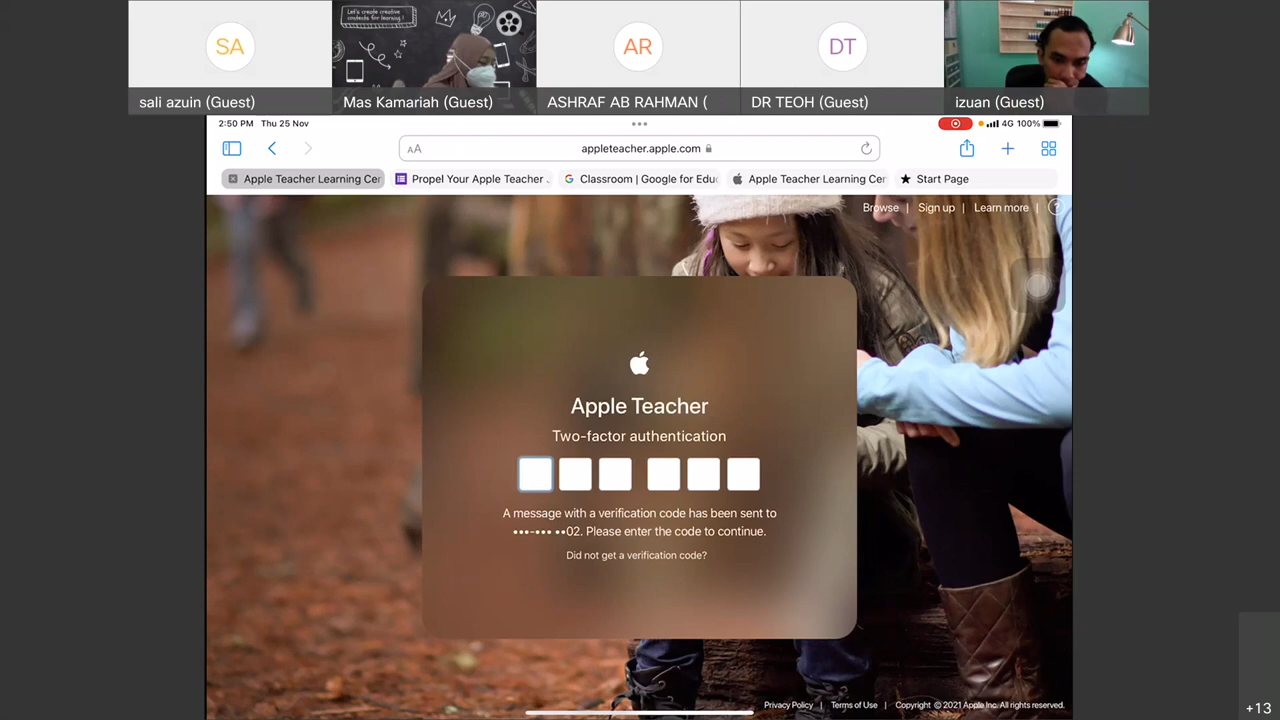 SA
Let's create creative
contents for learning!
AR
DT
sali azuin (Guest)
Mas Kamariah (Guest)
ASHRAF AB RAHMAN (
DR TEOH (Guest)
izuan (Guest)
2:50 PM Thu 25 Nov
4G 100%
AA
appleteacher.apple.com
Apple Teacher Learning Cer
Propel Your Apple Teacher .
Classroom | Google for Educ
Apple Teacher Learning Cer
Start Page
Browse | Sign up | Learn more | ?
Apple Teacher
Two-factor authentication
A message with a verification code has been sent to
•••-••• ••02. Please enter the code to continue.
Did not get a verification code?
Privacy Policy | Terms of Use | Copyright © 2021 Apple Inc. All rights reserved.
+13